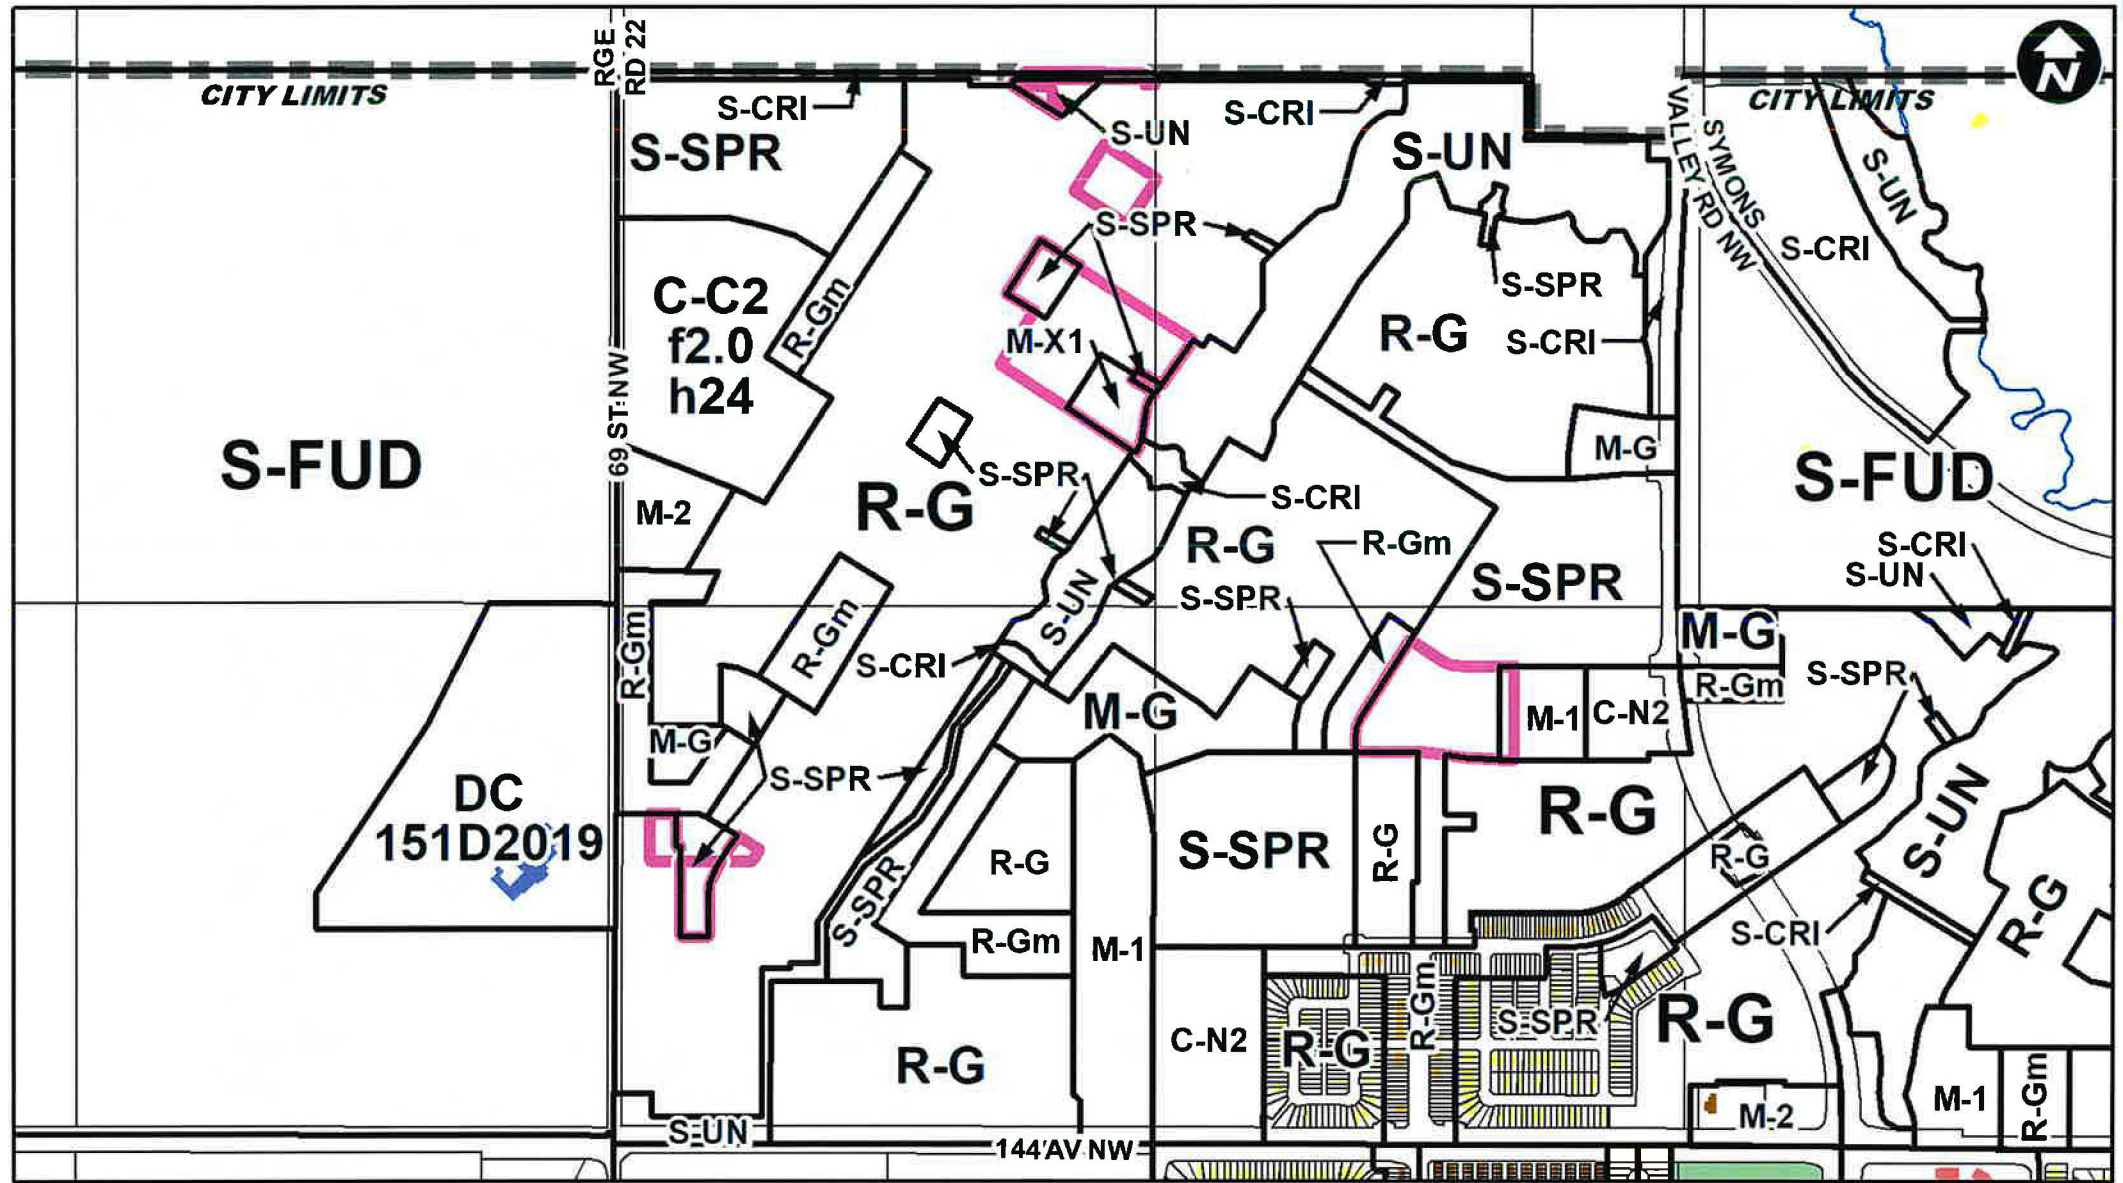 RGE
RD 22
N
CITY LIMITS
CITY LIMITS
S-CRI
S-CRI
S-UN
S-SPR
S-UN
VALLEY RD NW
SYMONS
S-UN
S-SPR
S-CRI
C-C2
f2.0
h24
R-Gm
S-SPR
M-X1
R-G
S-CRI
69 ST NW
S-FUD
M-G
S-FUD
S-SPR
S-CRI
R-G
M-2
R-G
R-Gm
S-CRI
S-SPR
S-UN
S-UN
S-SPR
R-Gm
R-Gm
M-G
S-CRI
R-Gm
S-SPR
M-G
M-1
C-N2
M-G
S-SPR
DC
151D2019
R-G
S-UN
S-SPR
R-G
R-G
R-G
S-SPR
R-G
R-Gm
M-1
S-CRI
R-Gm
S-SPR
R-G
C-N2
R-G
R-G
M-1
R-Gm
M-2
S-UN
144 AV NW